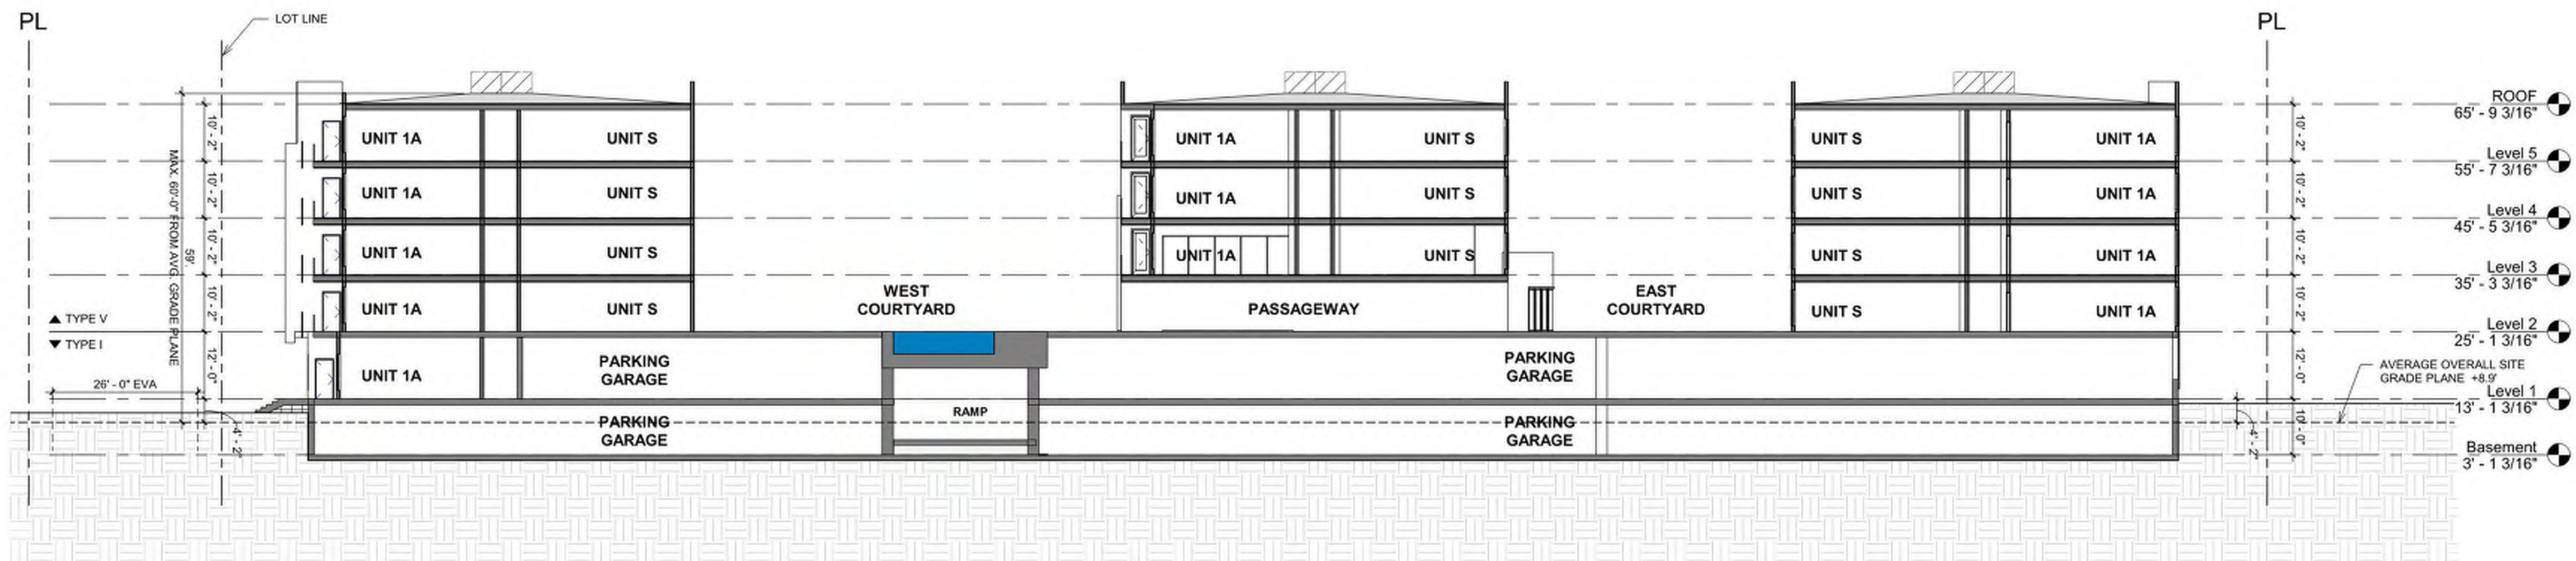 PL
LOT LINE
PL
ROOF
65' - 9 3/16"
UNIT 1A
UNIT S
UNIT 1A
UNIT S
UNIT S
UNIT 1A
10' - 2"
10' - 2"
Level 5
55' - 7 3/16"
UNIT 1A
UNIT S
UNIT 1A
UNIT S
UNIT S
UNIT 1A
10' - 2"
10' - 2"
Level 4
45' - 5 3/16"
MAX. 60'-0" FROM AVG. GRADE PLANE
59'
UNIT 1A
UNIT S
UNIT 1A
UNIT S
UNIT S
UNIT 1A
10' - 2"
10' - 2"
Level 3
35' - 3 3/16"
UNIT 1A
UNIT S
WEST
COURTYARD
PASSAGEWAY
EAST
COURTYARD
UNIT S
UNIT 1A
10' - 2"
10' - 2"
Level 2
25' - 1 3/16"
TYPE V
TYPE I
12' - 0"
UNIT 1A
PARKING
GARAGE
PARKING
GARAGE
12' - 0"
AVERAGE OVERALL SITE
GRADE PLANE +8.9'
26' - 0" EVA
Level 1
13' - 1 3/16"
4' - 2"
PARKING
GARAGE
RAMP
PARKING
GARAGE
4' - 2"
10' - 0"
Basement
3' - 1 3/16"